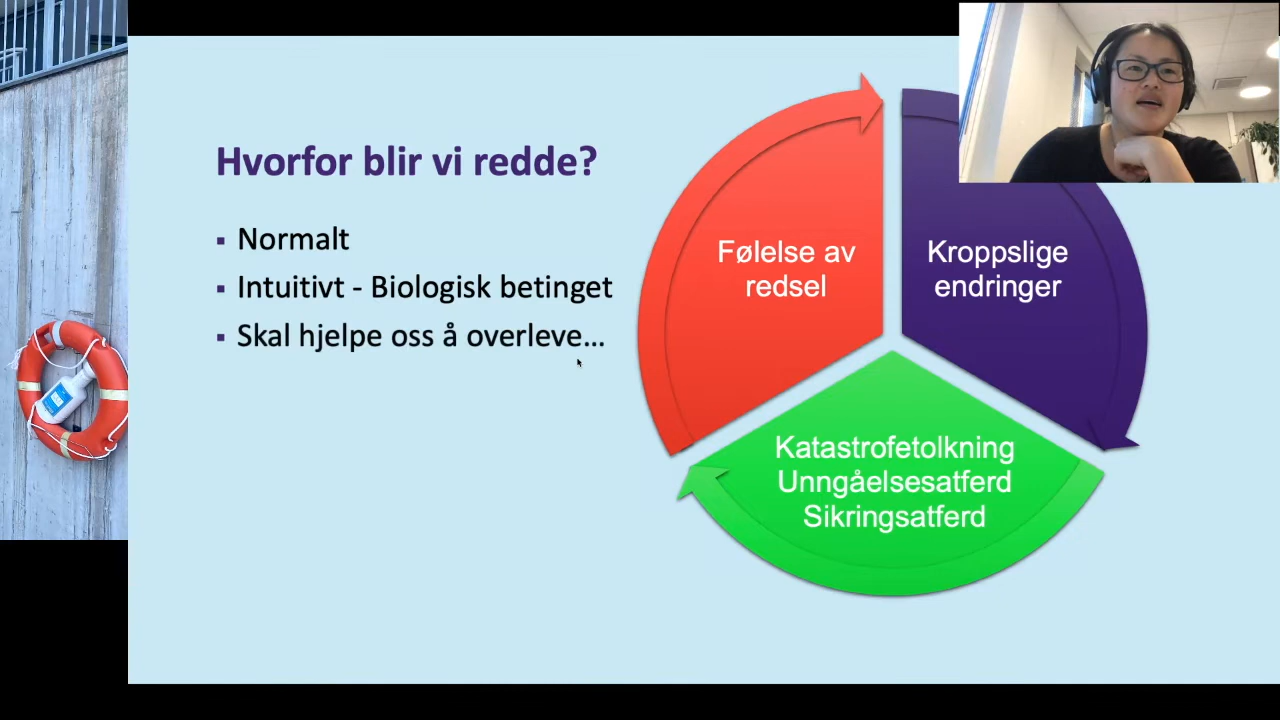 Hvorfor blir vi redde?
▪ Normalt
▪ Intuitivt - Biologisk betinget
▪ Skal hjelpe oss å overleve…
Følelse av
redsel
Kroppslige
endringer
Katastrofetolkning
Unngåelsesatferd
Sikringsatferd